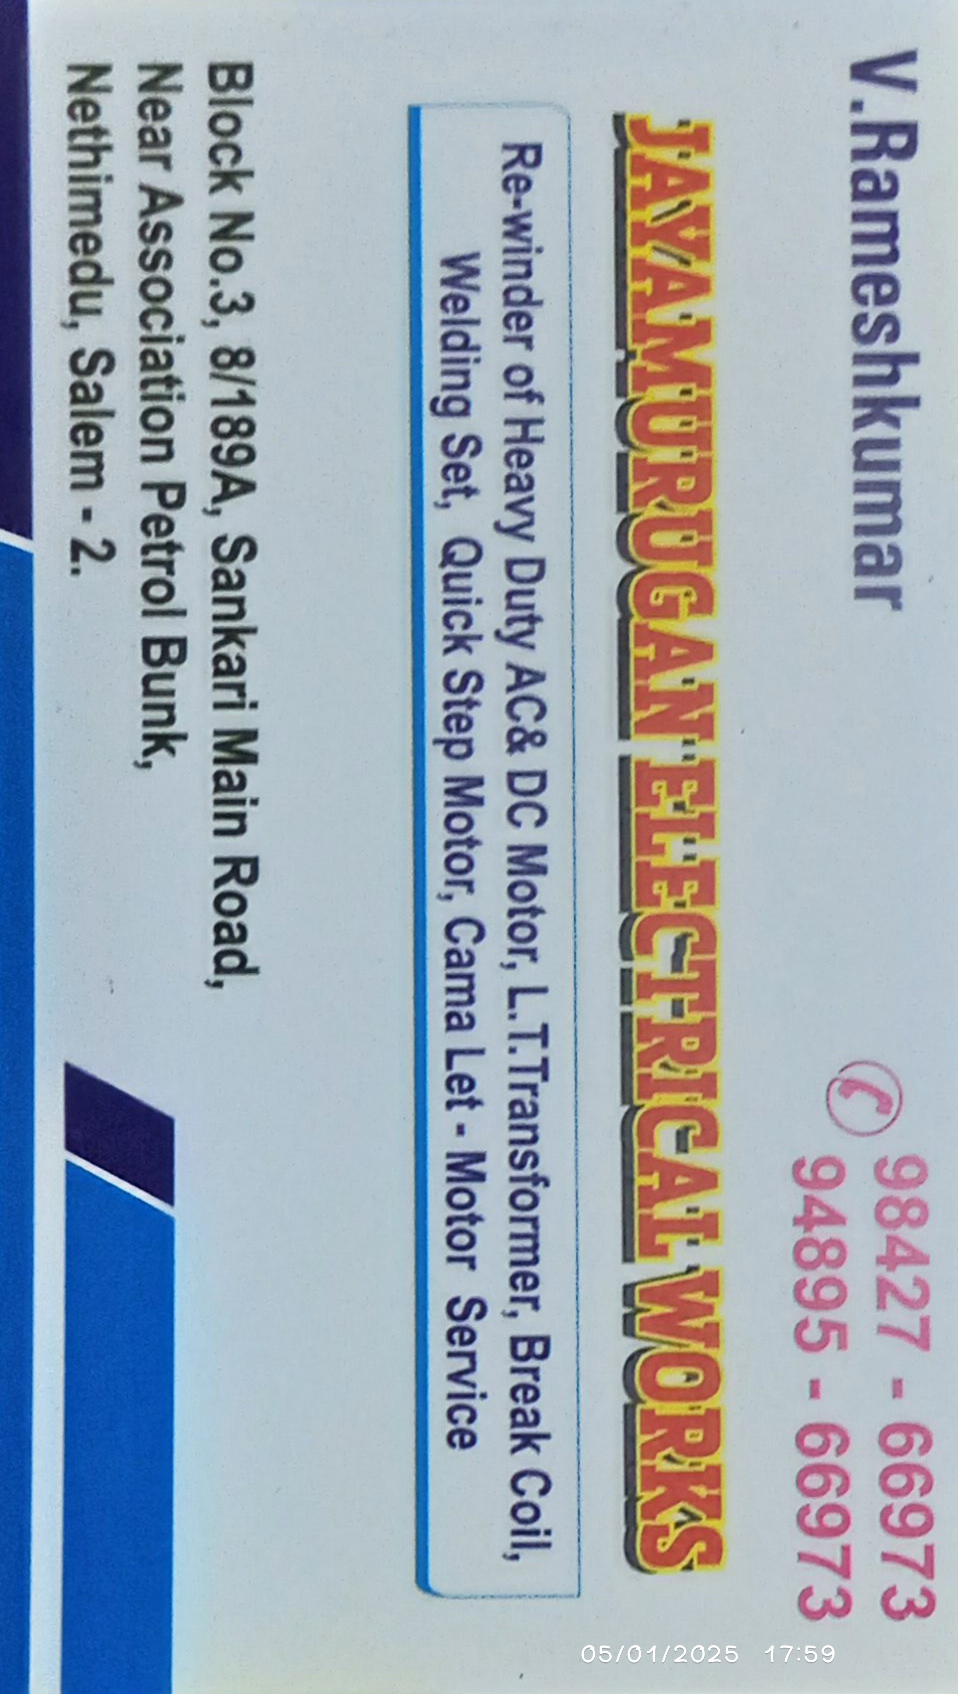 V.Rameshkumar
98427 - 66973
94895 - 66973
JAYAMURUGAN ELECTRICAL WORKS
Re-winder of Heavy Duty AC& DC Motor, L.T.Transformer, Break Coil,
Welding Set, Quick Step Motor, Cama Let - Motor Service
Block No.3, 8/189A, Sankari Main Road,
Near Association Petrol Bunk,
Nethimedu, Salem - 2.
05/01/2025 17:59